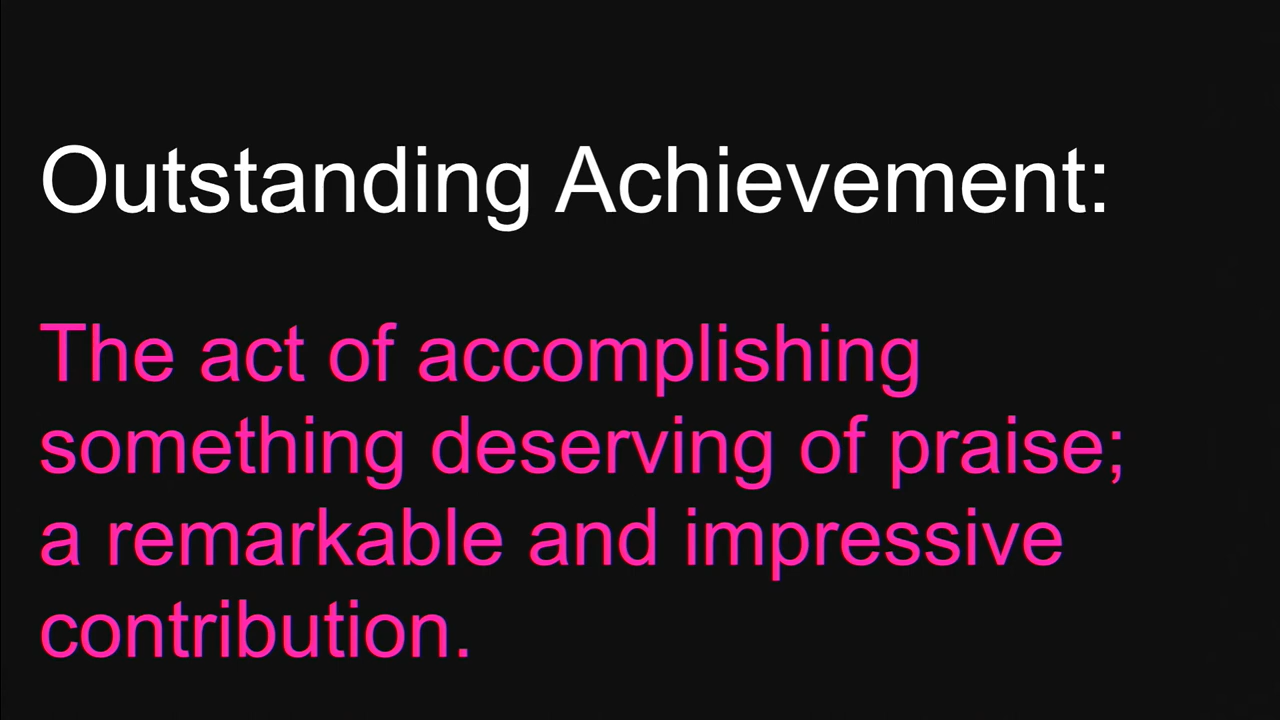 Outstanding Achievement:
The act of accomplishing
something deserving of praise;
a remarkable and impressive
contribution.